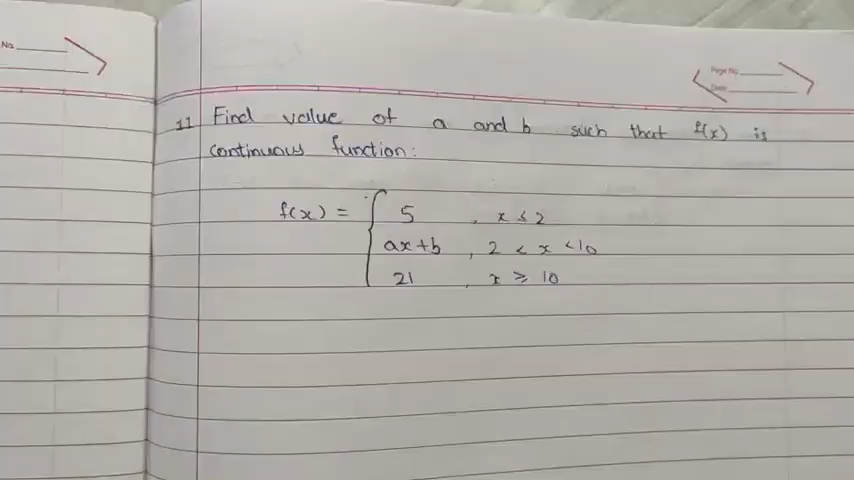 No.
Page No.
Date
11 Find value of a and b such that f(x) is
continuous function:
f(x) = { 5 , x ≤ 2
ax+b , 2 < x < 10
21 , x ≥ 10